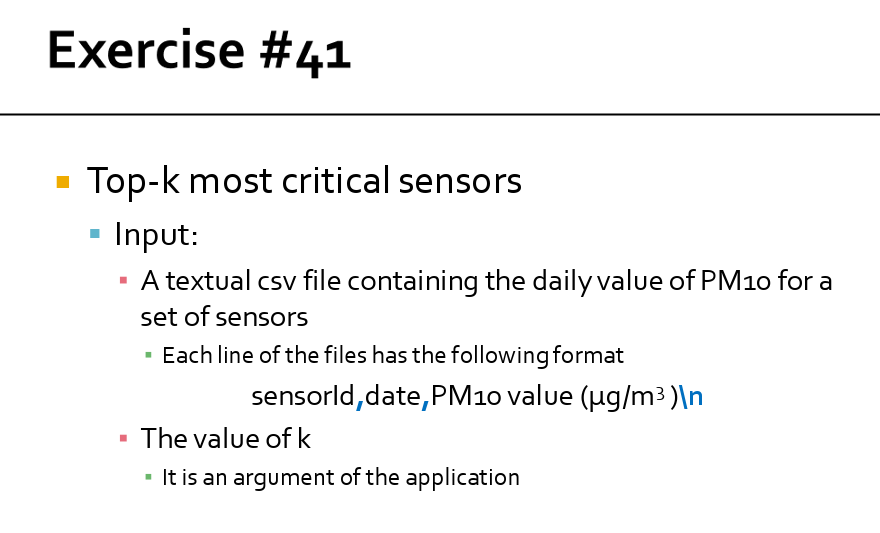 Exercise #41
Top-k most critical sensors
Input:
A textual csv file containing the daily value of PM10 for a
set of sensors
Each line of the files has the following format
sensorId,date,PM10 value (μg/m³ )\n
The value of k
It is an argument of the application